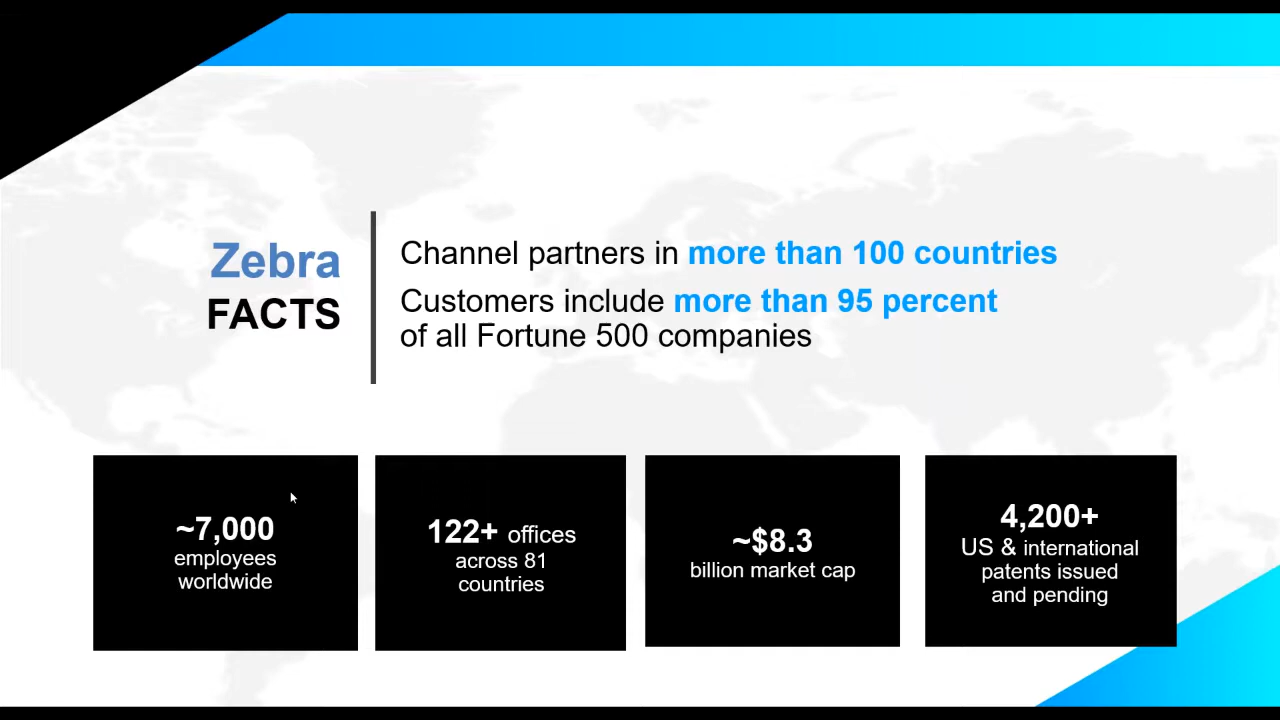 Zebra
FACTS
Channel partners in more than 100 countries
Customers include more than 95 percent
of all Fortune 500 companies
~7,000
employees
worldwide
122+ offices
across 81
countries
~$8.3
billion market cap
4,200+
US & international
patents issued
and pending